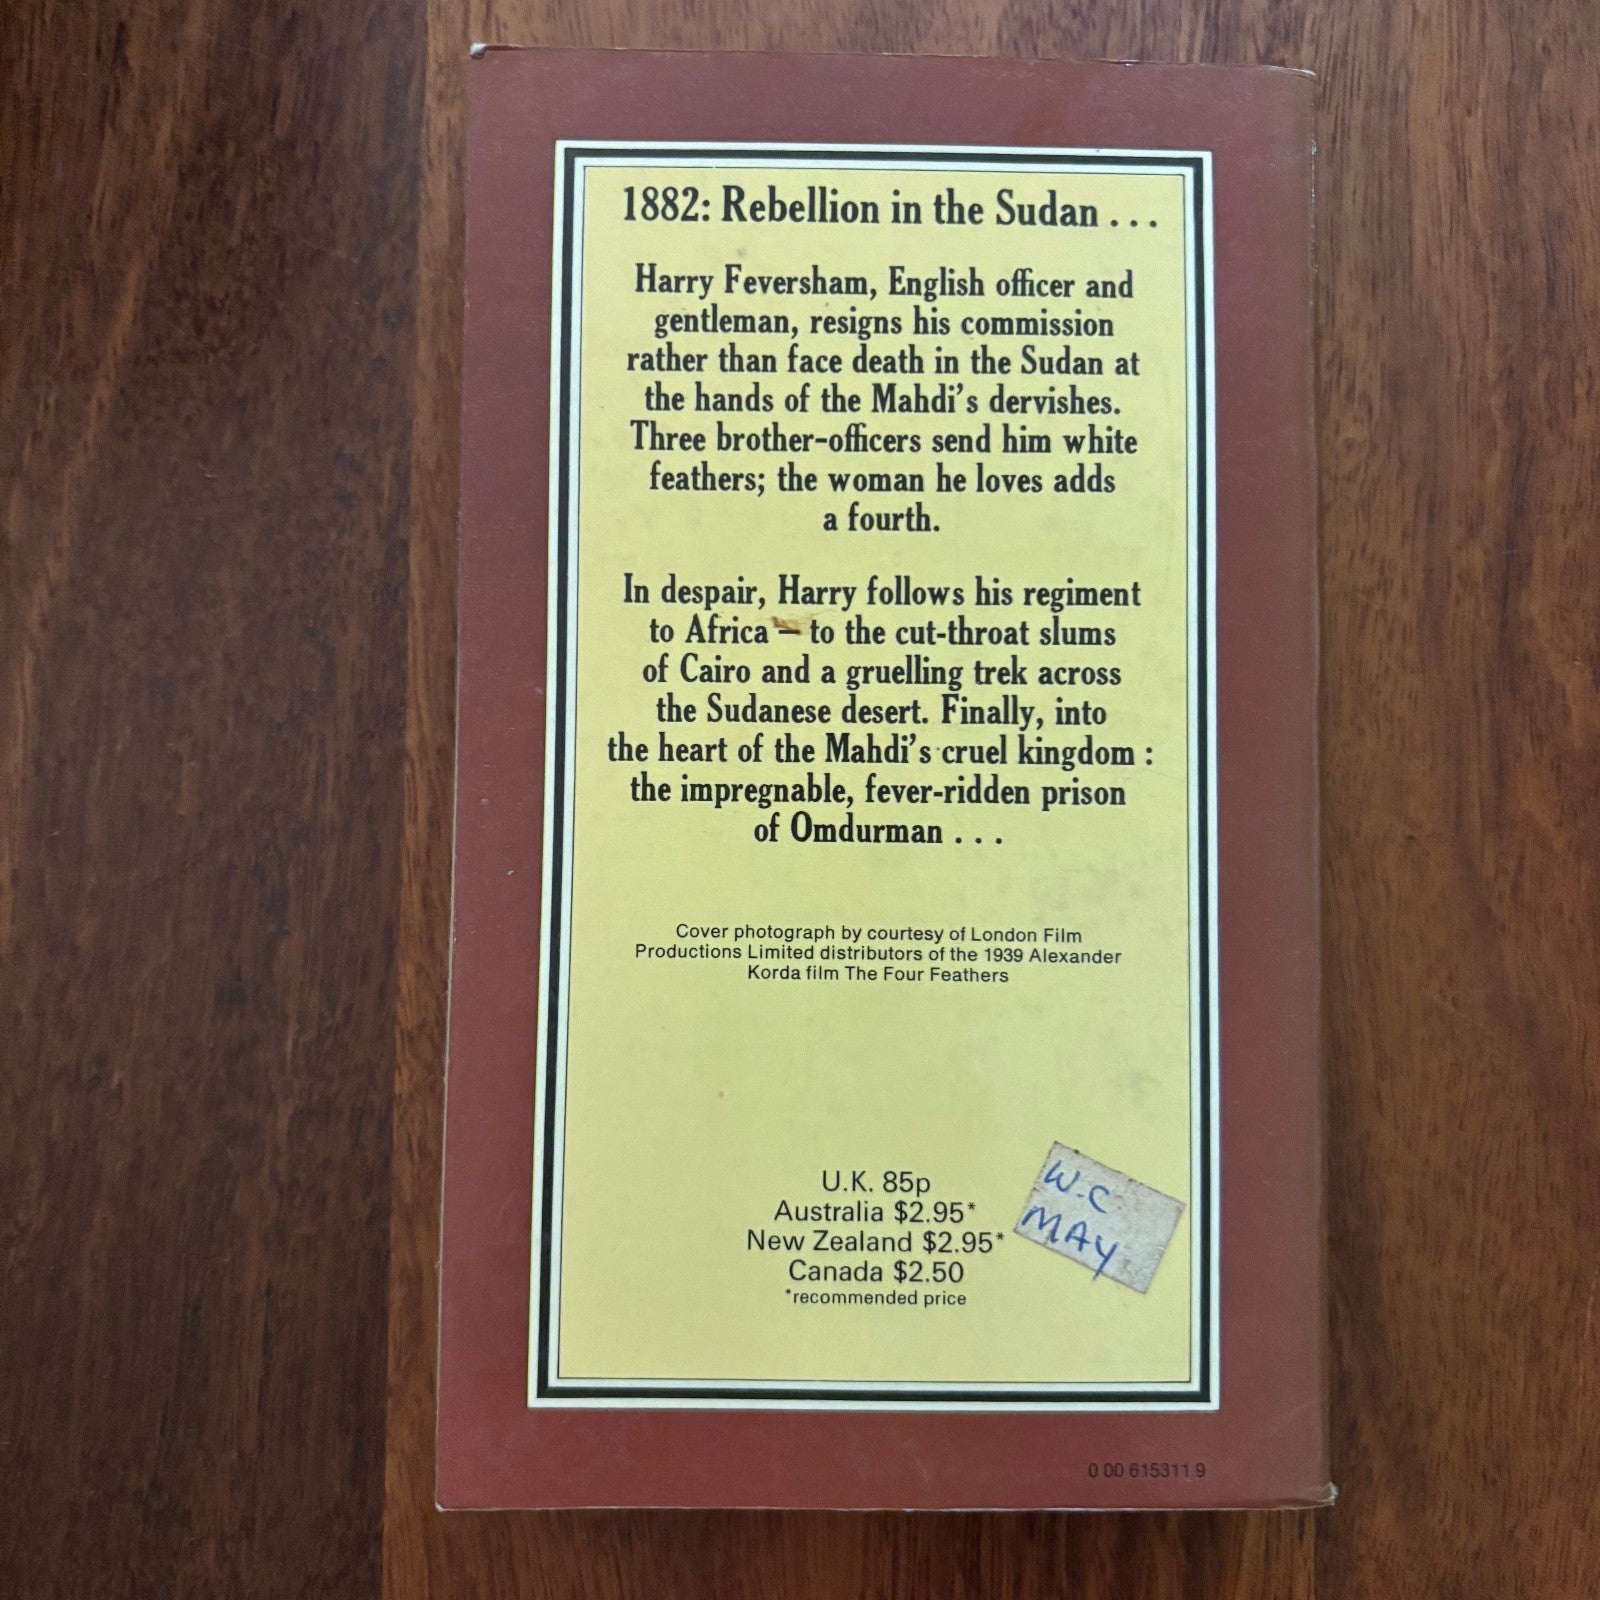 1882: Rebellion in the Sudan . . .
Harry Feversham, English officer and
gentleman, resigns his commission
rather than face death in the Sudan at
the hands of the Mahdi's dervishes.
Three brother-officers send him white
feathers; the woman he loves adds
a fourth.
In despair, Harry follows his regiment
to Africa – to the cut-throat slums
of Cairo and a gruelling trek across
the Sudanese desert. Finally, into
the heart of the Mahdi's cruel kingdom :
the impregnable, fever-ridden prison
of Omdurman . . .
Cover photograph by courtesy of London Film
Productions Limited distributors of the 1939 Alexander
Korda film The Four Feathers
U.K. 85p
Australia $2.95*
New Zealand $2.95*
Canada $2.50
*recommended price
W.C
MAY
0 00 615311 9